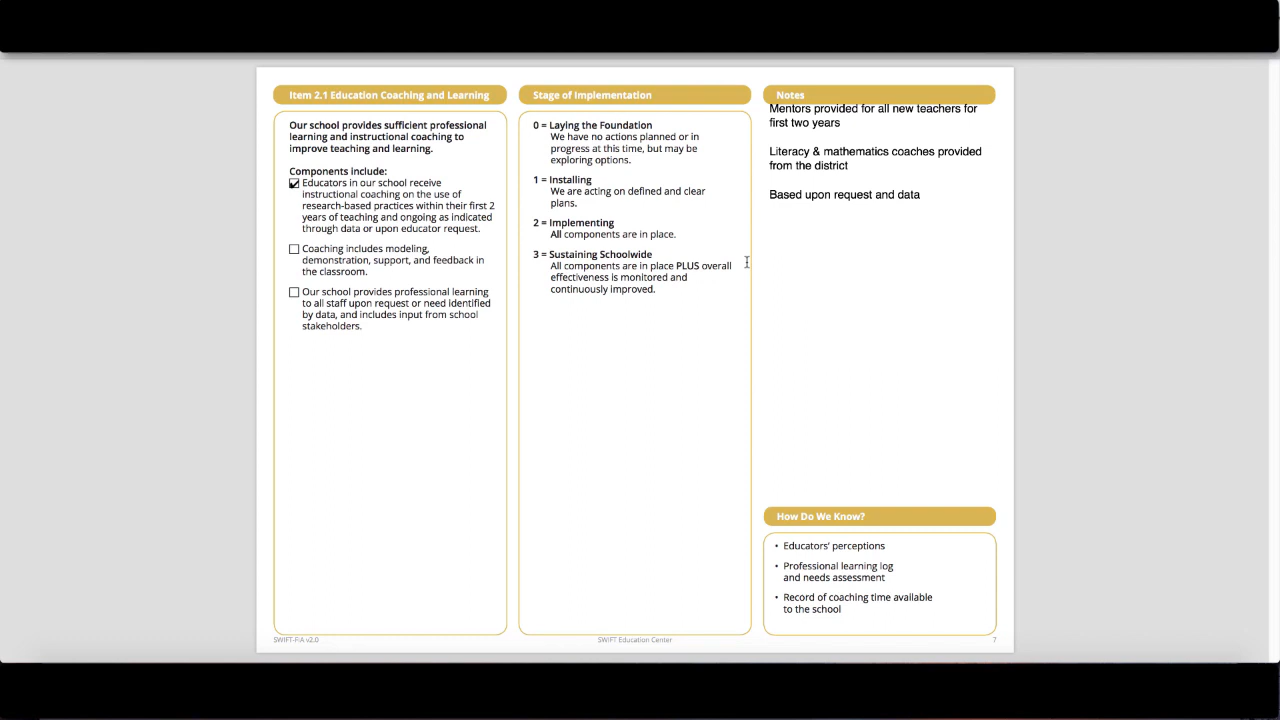 Item 2.1 Education Coaching and Learning
Our school provides sufficient professional
learning and instructional coaching to
improve teaching and learning.
Components include:
Educators in our school receive
instructional coaching on the use of
research-based practices within their first 2
years of teaching and ongoing as indicated
through data or upon educator request.
Coaching includes modeling,
demonstration, support, and feedback in
the classroom.
Our school provides professional learning
to all staff upon request or need identified
by data, and includes input from school
stakeholders.
Stage of Implementation
0 = Laying the Foundation
We have no actions planned or in
progress at this time, but may be
exploring options.
1 = Installing
We are acting on defined and clear
plans.
2 = Implementing
All components are in place.
3 = Sustaining Schoolwide
All components are in place PLUS overall
effectiveness is monitored and
continuously improved.
Notes
Mentors provided for all new teachers for
first two years
Literacy & mathematics coaches provided
from the district
Based upon request and data
How Do We Know?
• Educators' perceptions
• Professional learning log
and needs assessment
• Record of coaching time available
to the school
SWIFT-FIA v2.0
SWIFT Education Center
7